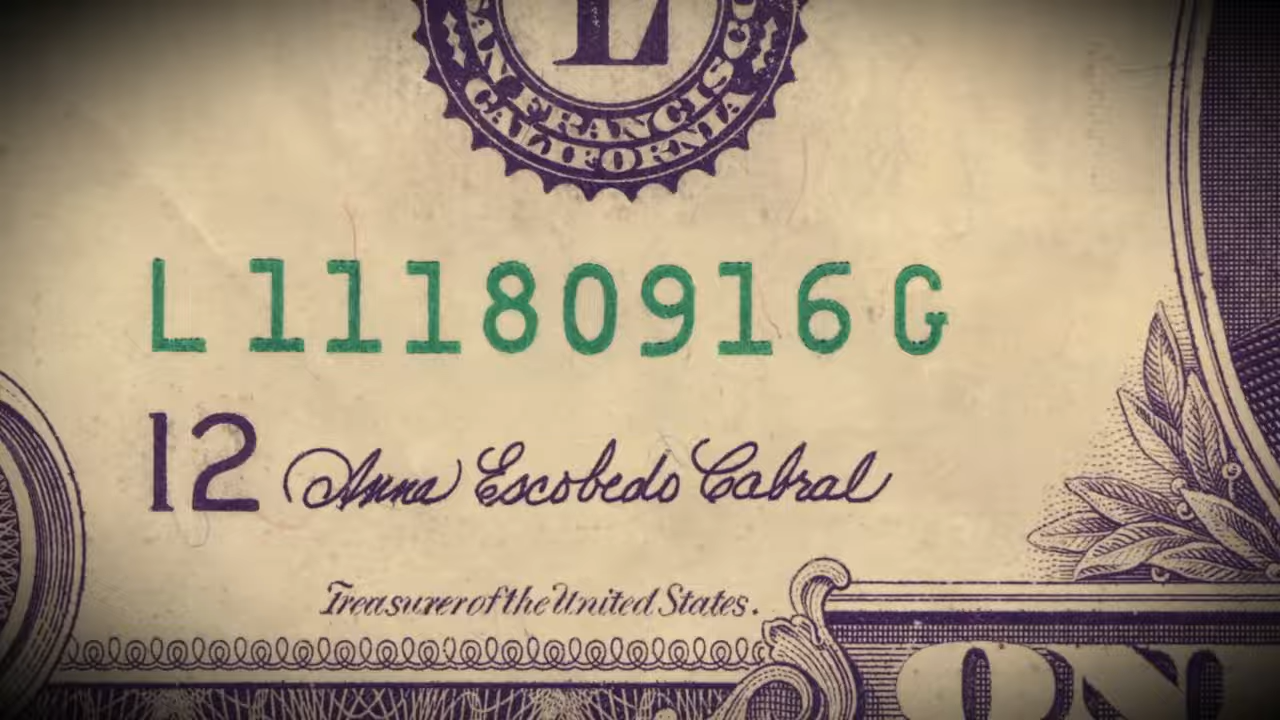 L
SAN FRANCISCO
CALIFORNIA
L 11180916 G
12 Anna Escobedo Cabral
Treasurer of the United States.